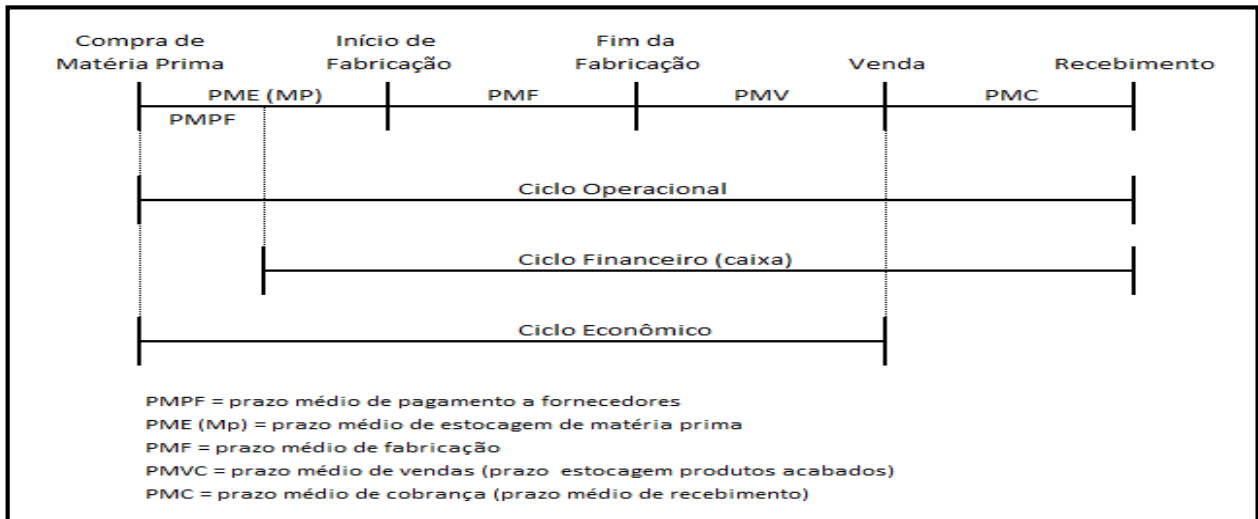 Compra de
Matéria Prima
Início de
Fabricação
Fim da
Fabricação
Venda
Recebimento
PME (MP)
PMF
PMV
PMC
PMPF
Ciclo Operacional
Ciclo Financeiro (caixa)
Ciclo Econômico
PMPF = prazo médio de pagamento a fornecedores
PME (Mp) = prazo médio de estocagem de matéria prima
PMF = prazo médio de fabricação
PMVC = prazo médio de vendas (prazo estocagem produtos acabados)
PMC = prazo médio de cobrança (prazo médio de recebimento)